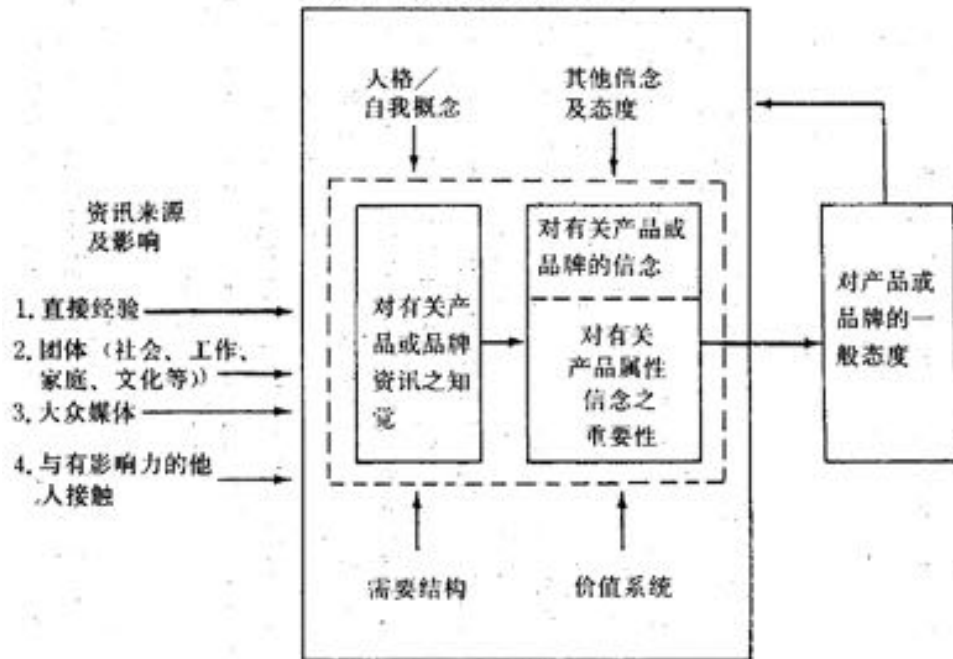 人格／
自我概念
其他信念
及态度
资讯来源
及影响
1. 直接经验
2. 团体（社会、工作、
家庭、文化等））
3. 大众媒体
4. 与有影响力的他
人接触
对有关产
品或品牌
资讯之知
觉
对有关产品或
品牌的信念
对有关
产品属性
信念之
重要性
对产品或
品牌的一
般态度
需要结构
价值系统